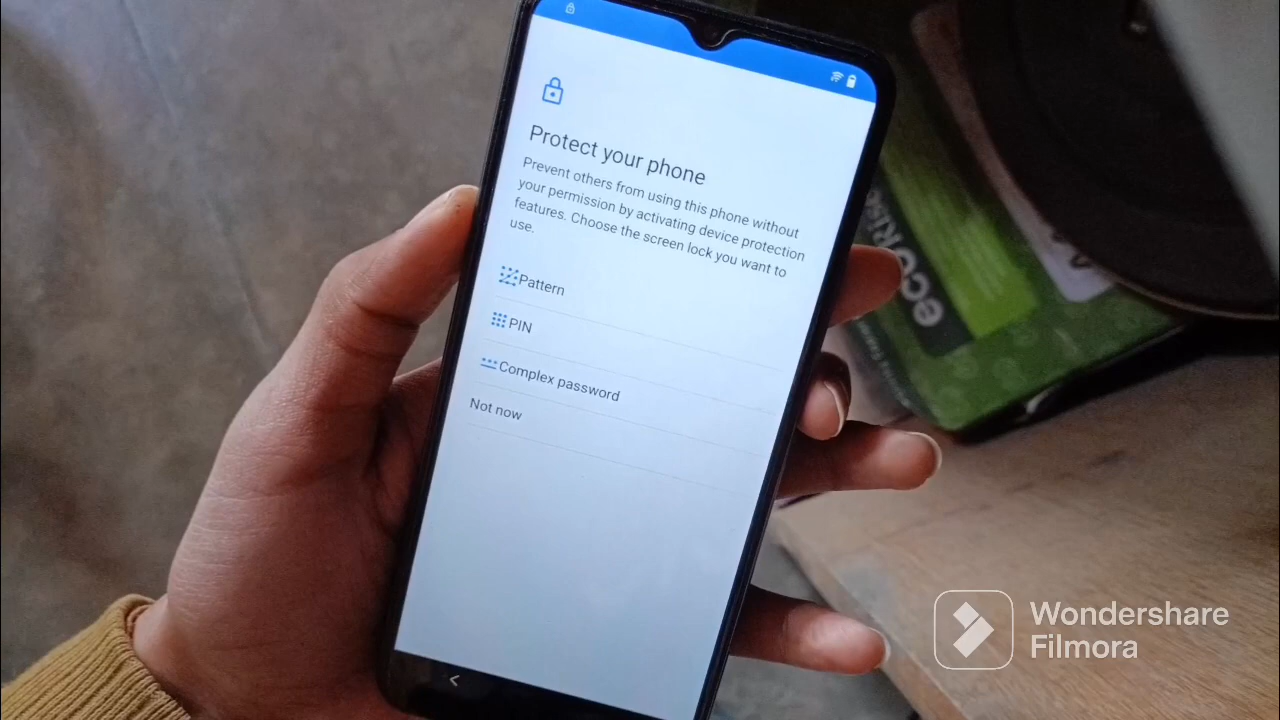 Protect your phone
Prevent others from using this phone without
your permission by activating device protection
features. Choose the screen lock you want to
use.
Pattern
PIN
Complex password
Not now
Wondershare
Filmora